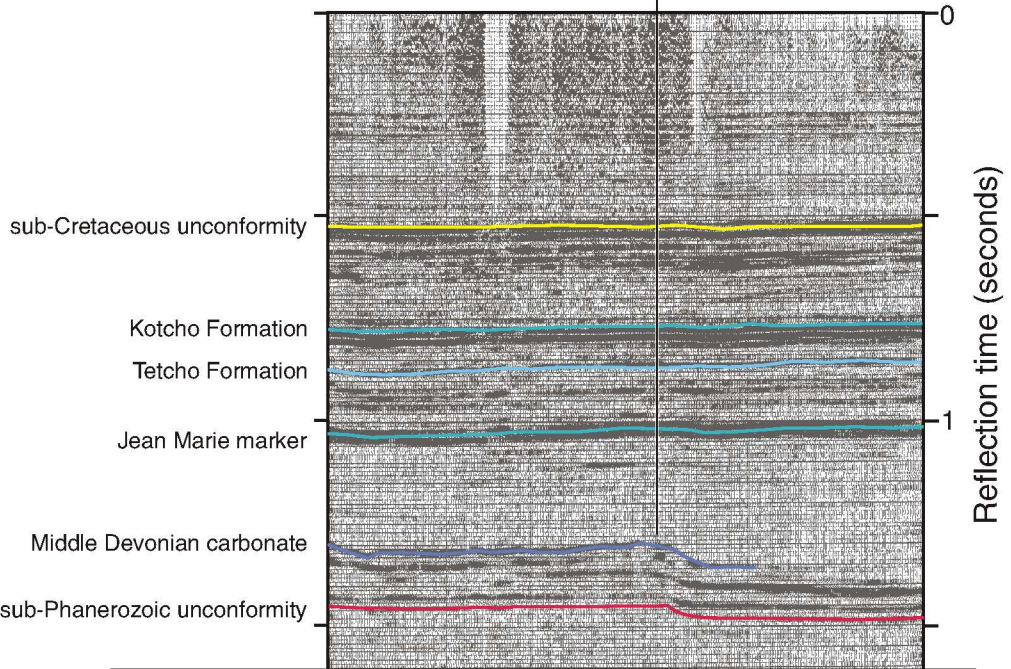 0
sub-Cretaceous unconformity
Kotcho Formation
Tetcho Formation
1
Jean Marie marker
Middle Devonian carbonate
sub-Phanerozoic unconformity
Reflection time (seconds)